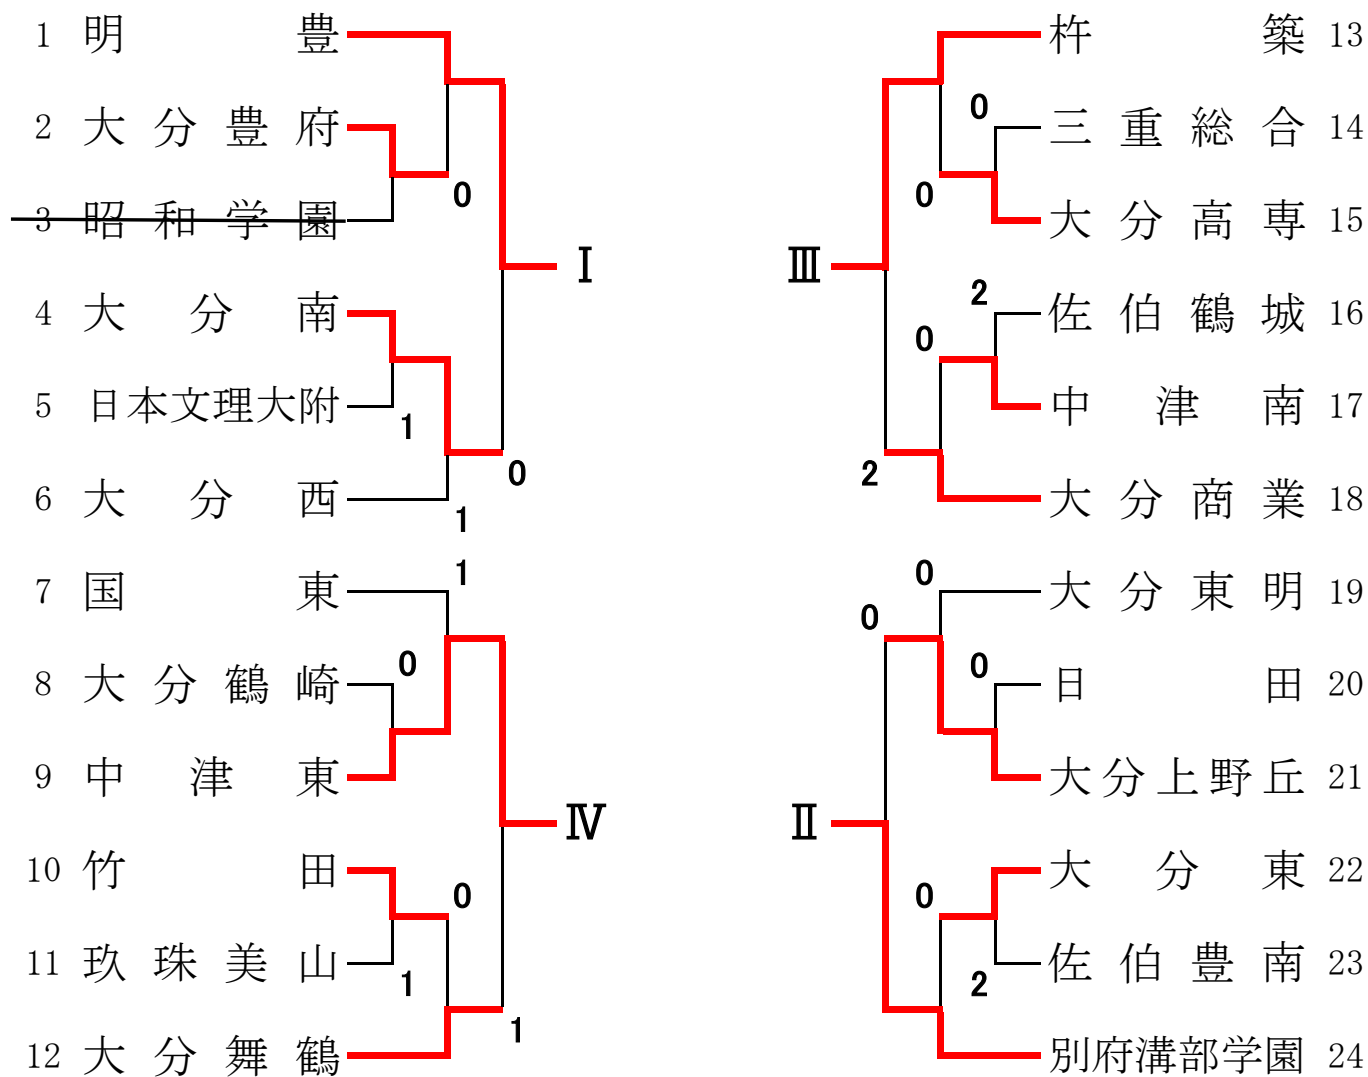 1 明豊
2 大分豊府
0
3 昭和学園
Ⅰ
4 大分南
5 日本文理大附
1
0
6 大分西
1
1
7 国東
0
8 大分鶴崎
9 中津東
Ⅳ
10 竹田
0
11 玖珠美山
1
1
12 大分舞鶴
杵築 13
0
三重総合 14
0
大分高専 15
Ⅲ
2
佐伯鶴城 16
0
中津南 17
2
大分商業 18
0
大分東明 19
0
0
日田 20
大分上野丘 21
Ⅱ
大分東 22
0
佐伯豊南 23
2
別府溝部学園 24